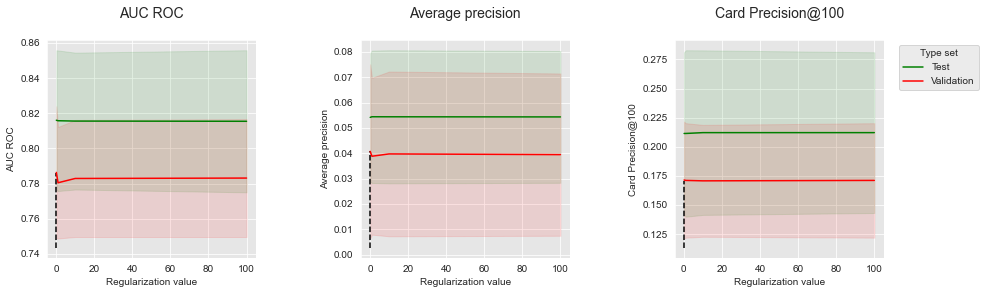 AUC ROC
Average precision
Card Precision@100
0.86
0.84
0.82
0.80
0.78
0.76
0.74
AUC ROC
0 20 40 60 80 100
Regularization value
0.08
0.07
0.06
0.05
0.04
0.03
0.02
0.01
0.00
Average precision
0 20 40 60 80 100
Regularization value
0.275
0.250
0.225
0.200
0.175
0.150
0.125
Card Precision@100
0 20 40 60 80 100
Regularization value
Type set
Test
Validation